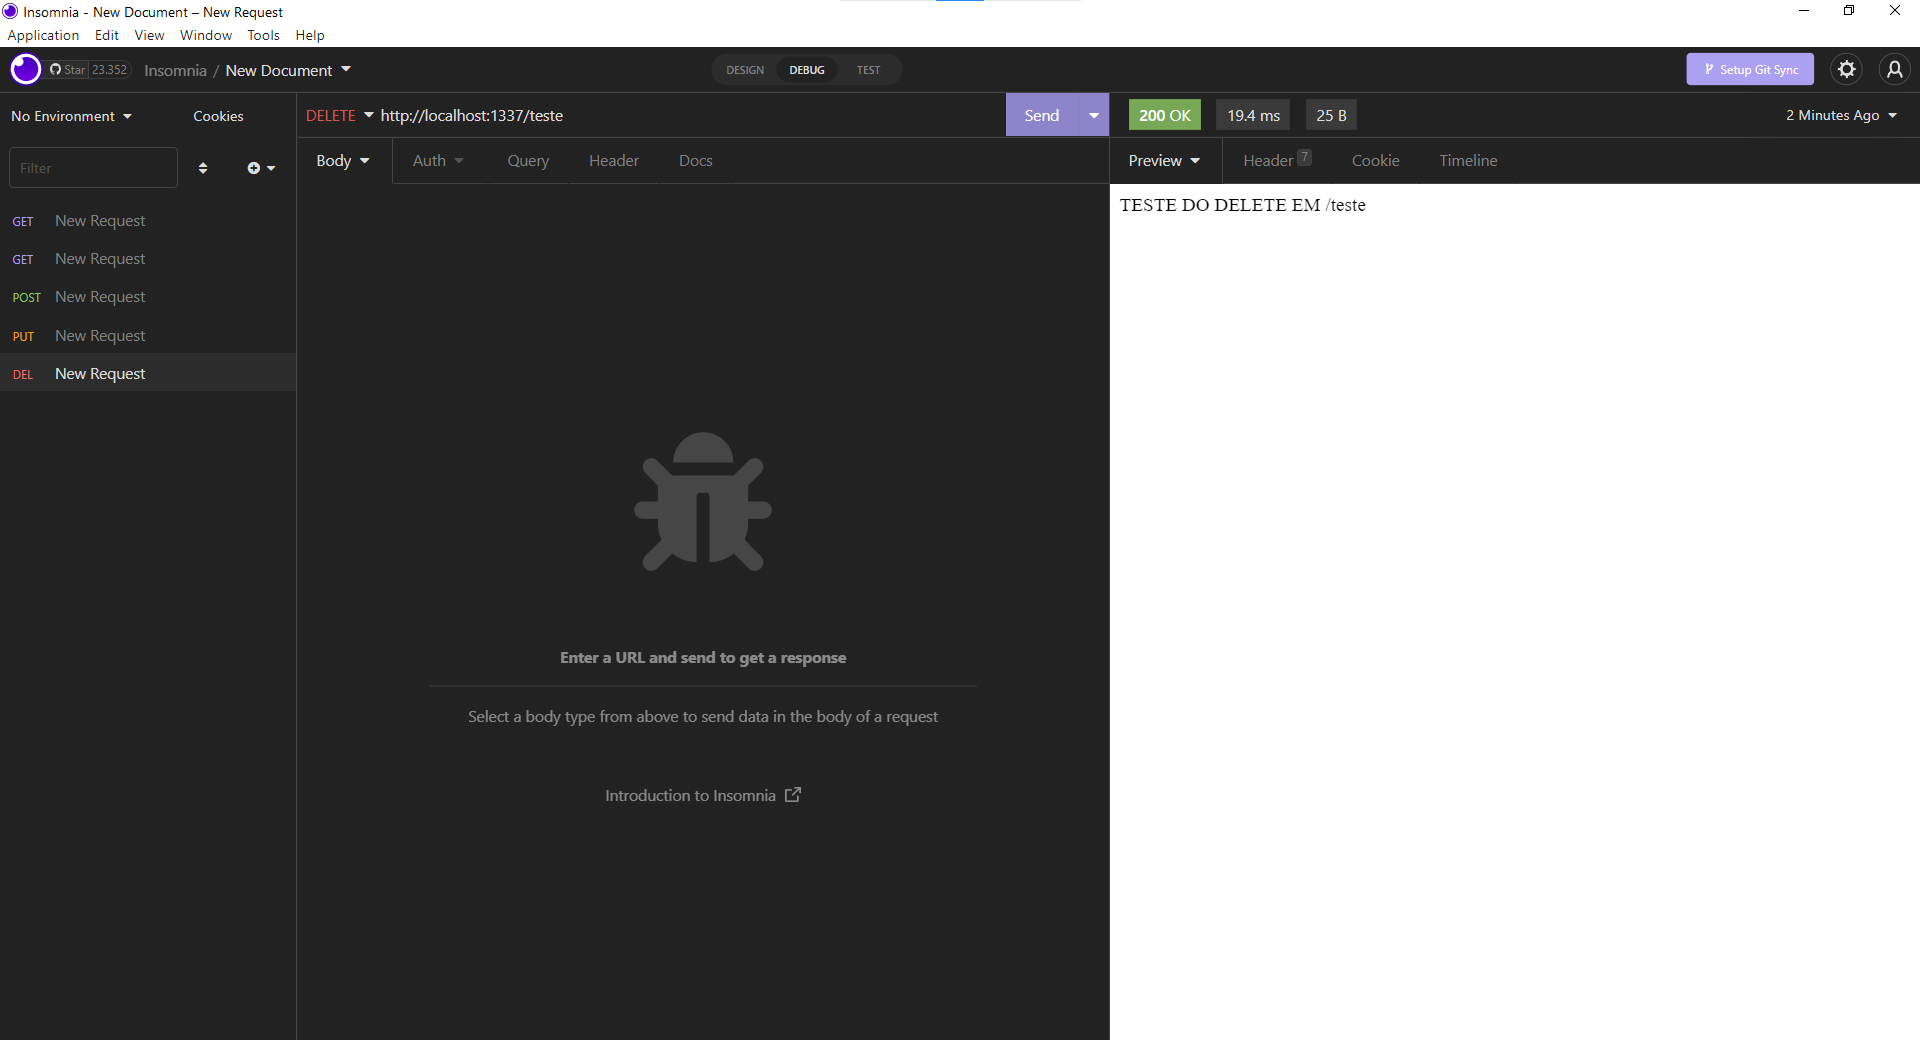 Insomnia - New Document – New Request
Application Edit View Window Tools Help
Star 23.352 Insomnia / New Document DESIGN DEBUG TEST Setup Git Sync
No Environment Cookies
DELETE http://localhost:1337/teste Send
200 OK 19.4 ms 25 B 2 Minutes Ago
Filter
Body Auth Query Header Docs
Preview Header 7 Cookie Timeline
GET New Request
GET New Request
POST New Request
PUT New Request
DEL New Request
Enter a URL and send to get a response
Select a body type from above to send data in the body of a request
Introduction to Insomnia
TESTE DO DELETE EM /teste